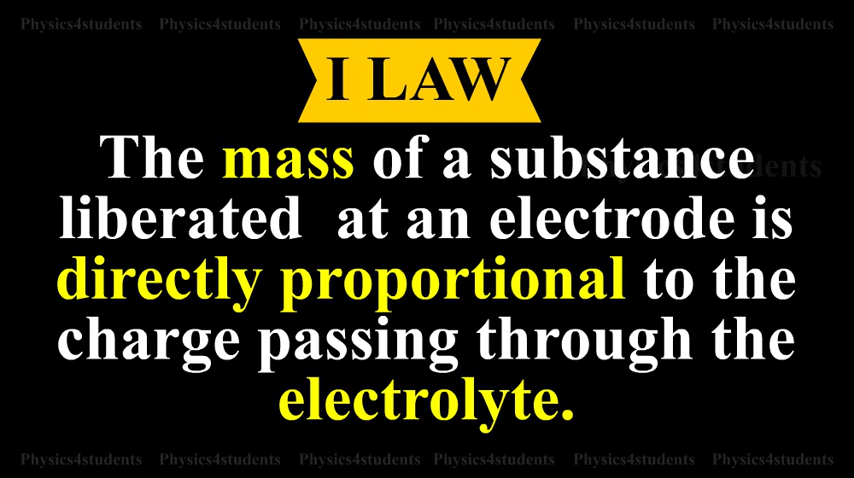 Physics4students Physics4students Physics4students Physics4students Physics4students Physics4students
I LAW
The mass of a substance
Physics4students
liberated at an electrode is
directly proportional to the
charge passing through the
electrolyte.
Physics4students Physics4students Physics4students Physics4students Physics4students Physics4students